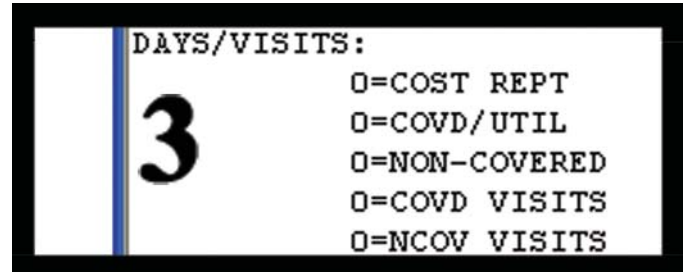 DAYS/VISITS:
0=COST REPT
3
0=COVD/UTIL
0=NON-COVERED
0=COVD VISITS
0=NCOV VISITS